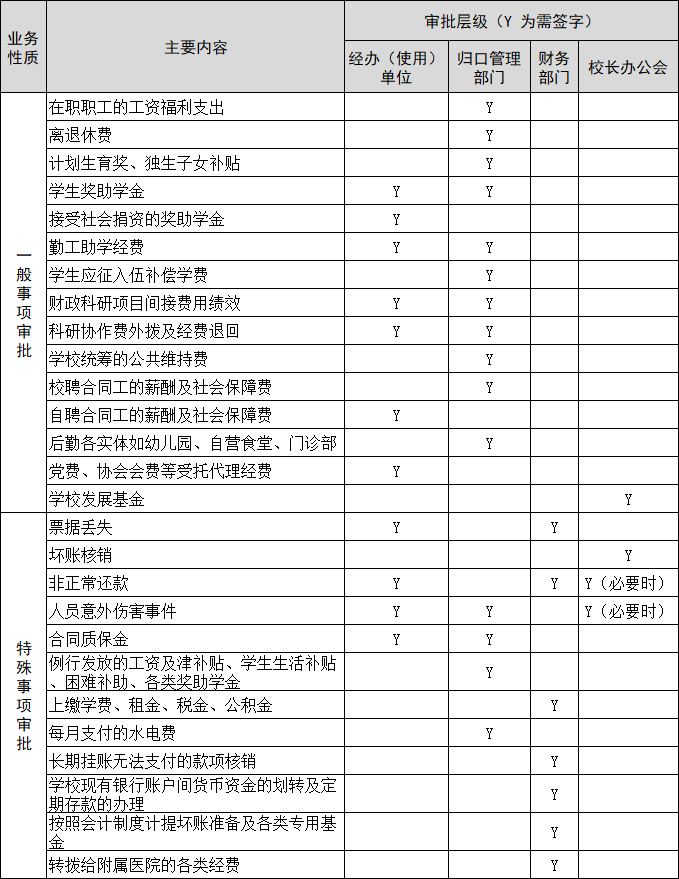 业务
性质
主要内容
审批层级（Y 为需签字）
经办（使用）
单位
归口管理
部门
财务
部门
校长办公会
一般事项审批
在职职工的工资福利支出 Y
离退休费 Y
计划生育奖、独生子女补贴 Y
学生奖助学金 Y Y
接受社会捐资的奖助学金 Y
勤工助学经费 Y Y
学生应征入伍补偿学费 Y
财政科研项目间接费用绩效 Y Y
科研协作费外拨及经费退回 Y Y
学校统筹的公共维持费 Y
校聘合同工的薪酬及社会保障费 Y
自聘合同工的薪酬及社会保障费 Y
后勤各实体如幼儿园、自营食堂、门诊部 Y
党费、协会会费等受托代理经费 Y
学校发展基金 Y
特殊事项审批
票据丢失 Y Y
坏账核销 Y
非正常还款 Y Y Y（必要时）
人员意外伤害事件 Y Y Y（必要时）
合同质保金 Y Y
例行发放的工资及津补贴、学生生活补贴
、困难补助、各类奖助学金 Y
上缴学费、租金、税金、公积金 Y
每月支付的水电费 Y
长期挂账无法支付的款项核销 Y
学校现有银行账户间货币资金的划转及定
期存款的办理 Y
按照会计制度计提坏账准备及各类专用基
金 Y
转拨给附属医院的各类经费 Y